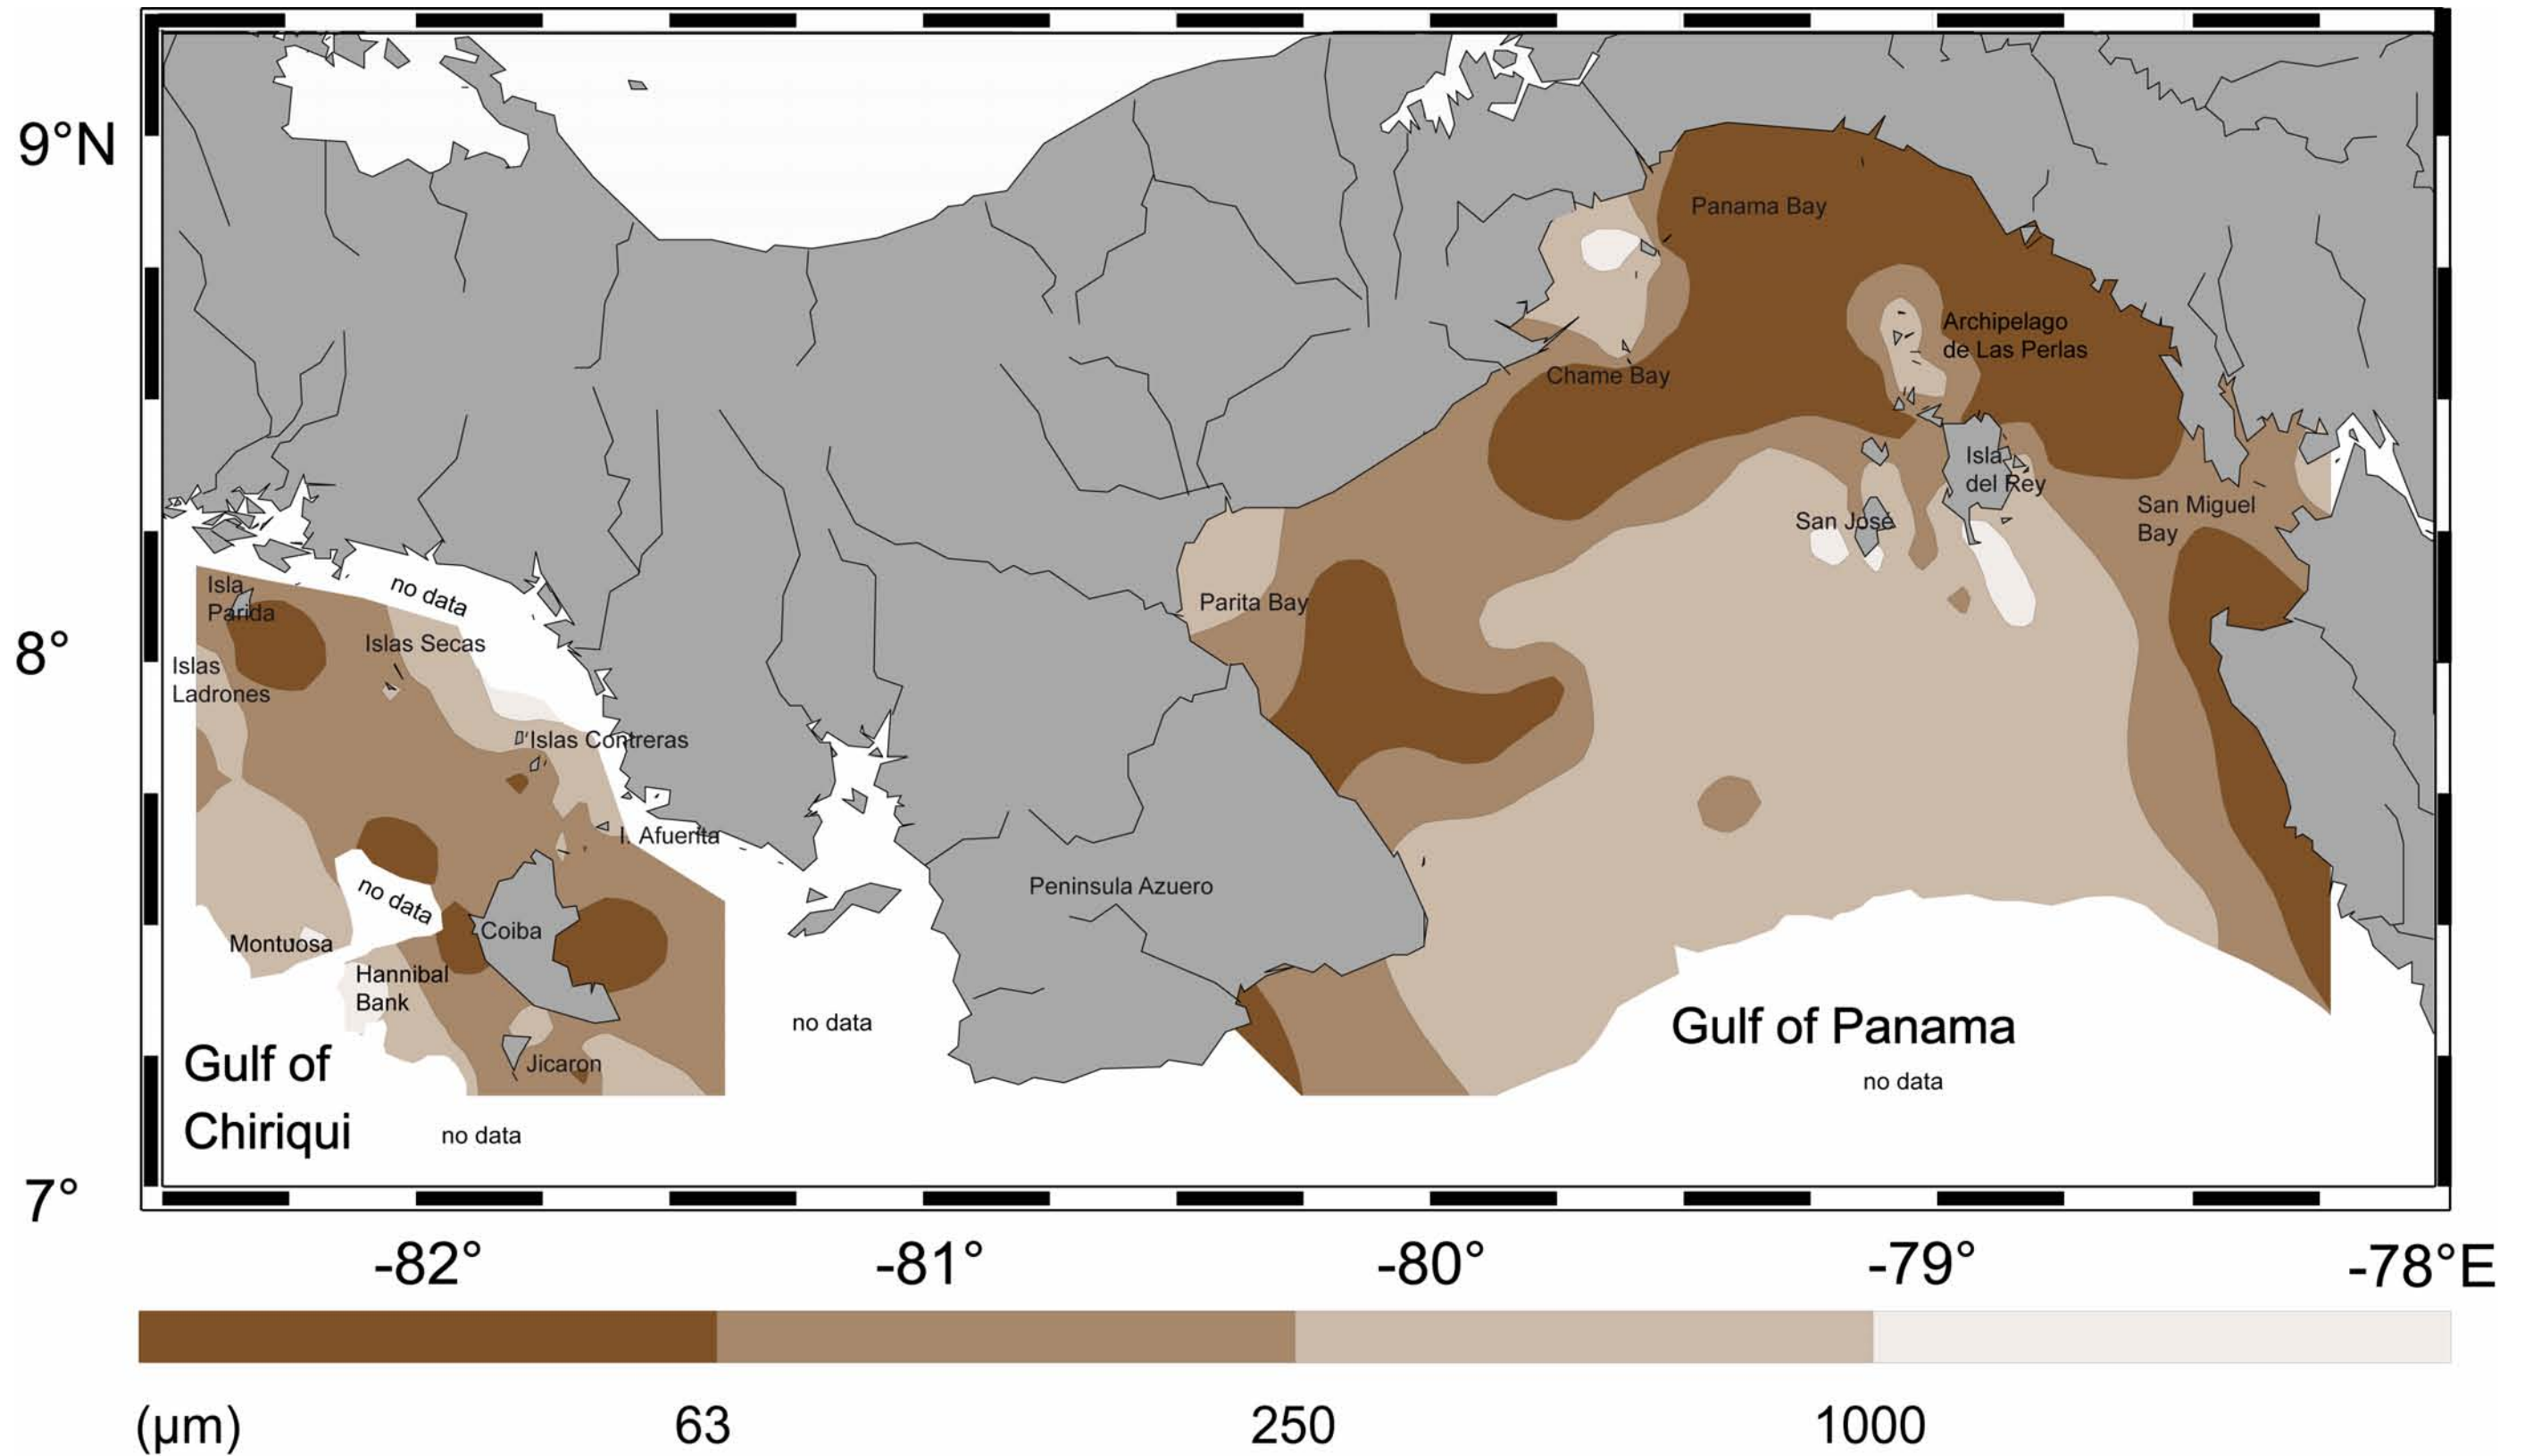 9°N
Panama Bay
Archipelago
de Las Perlas
Chame Bay
Isla
del Rey
San Miguel
Bay
San José
no data
Isla
Parida
Parita Bay
8°
Islas Secas
Islas
Ladrones
Islas Contreras
I. Afuerita
no data
Peninsula Azuero
Coiba
Montuosa
Hannibal
Bank
no data
Gulf of Panama
Gulf of
Chiriqui
Jicaron
no data
no data
7°
-82°
-81°
-80°
-79°
-78°E
(μm)
63
250
1000